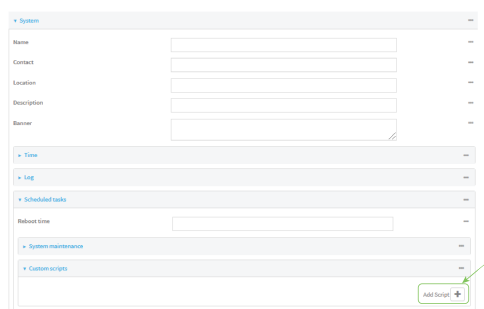 System
Name
Contact
Location
Description
Banner
Time
Log
Scheduled tasks
Reboot time
System maintenance
Custom scripts
Add Script